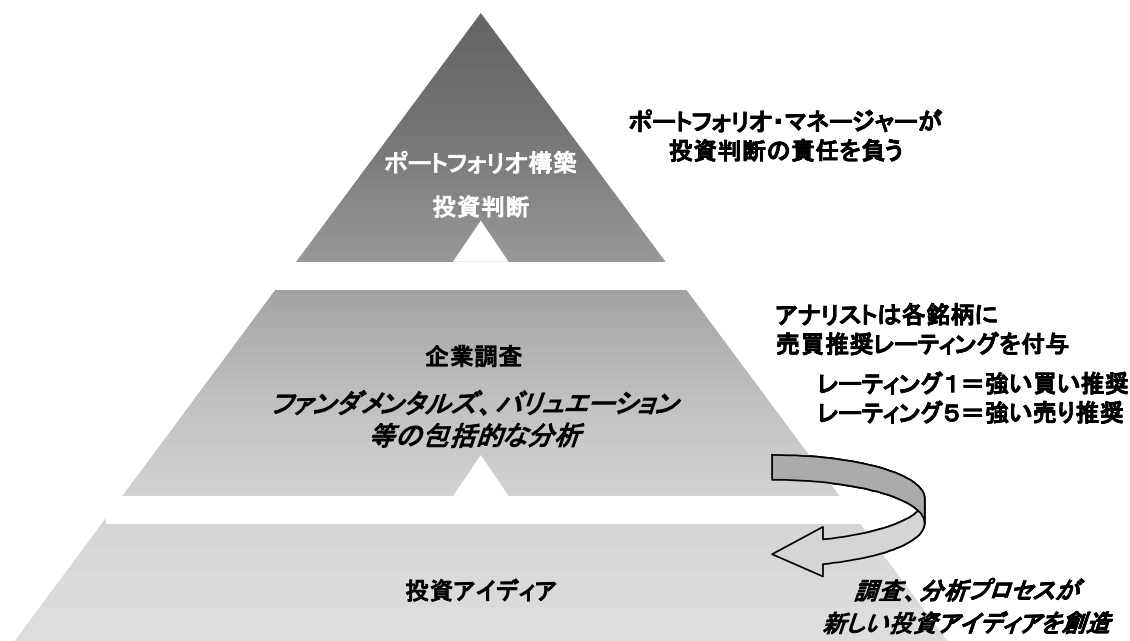 ポートフォリオ構築
投資判断
ポートフォリオ・マネージャーが
投資判断の責任を負う
企業調査
ファンダメンタルズ、バリュエーション
等の包括的な分析
アナリストは各銘柄に
売買推奨レーティングを付与
レーティング1=強い買い推奨
レーティング5=強い売り推奨
投資アイディア
調査、分析プロセスが
新しい投資アイディアを創造